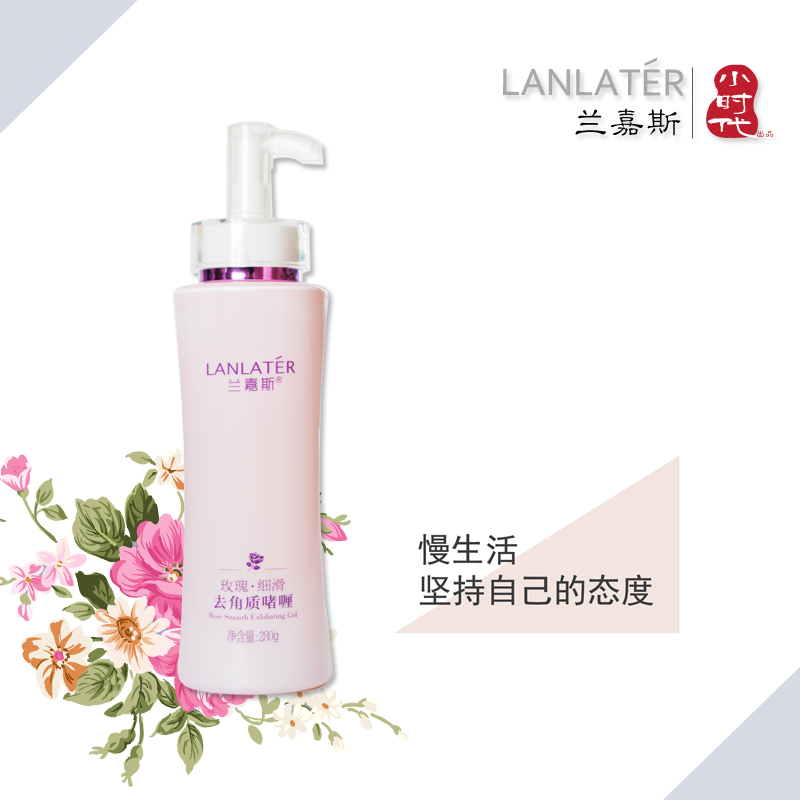 LANLATÉR
兰嘉斯
小时代
出品
LANLATÉR
兰嘉斯®
玫瑰·细滑
去角质啫喱
Rose Smooth Exfoliating Gel
净含量:280g
慢生活
坚持自己的态度